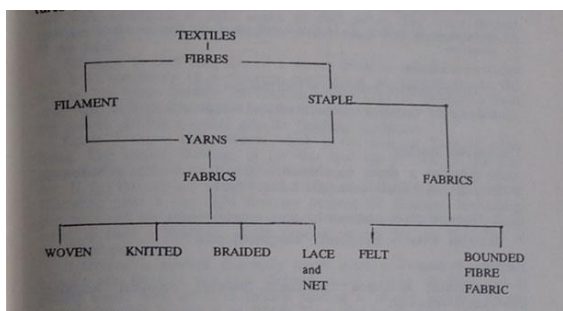 TEXTILES
FIBRES
FILAMENT
STAPLE
YARNS
FABRICS
FABRICS
WOVEN
KNITTED
BRAIDED
LACE
and
NET
FELT
BOUNDED
FIBRE
FABRIC